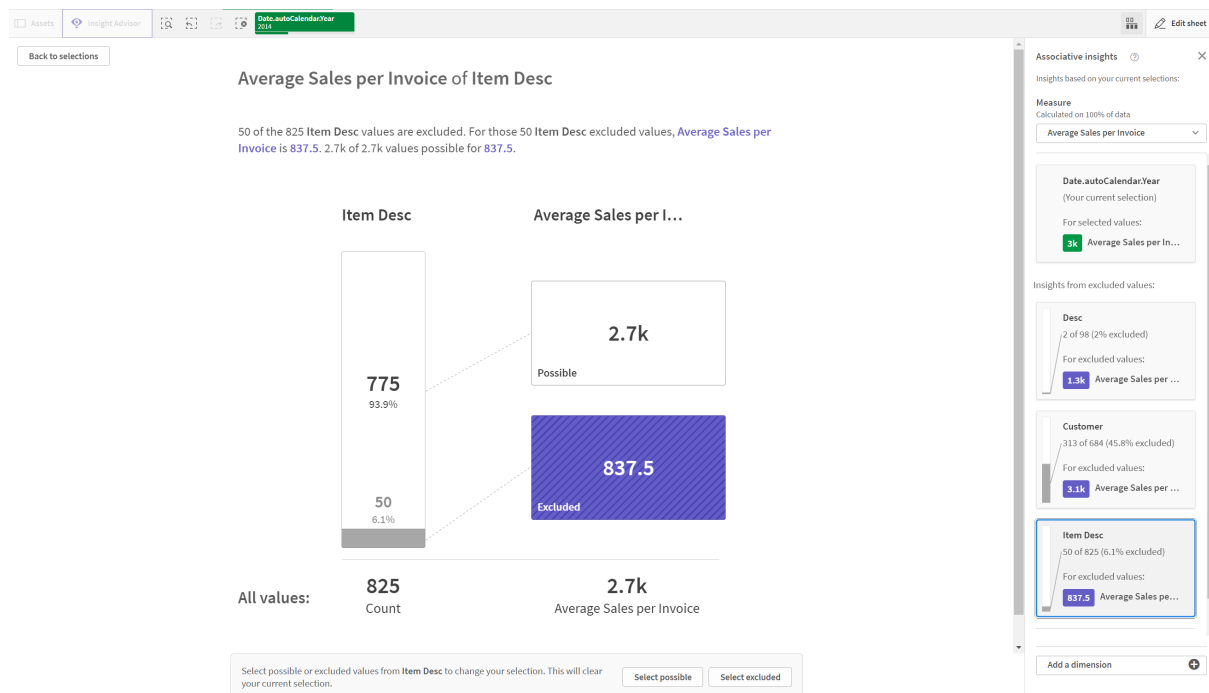 Assets
Insight Advisor
Date.autoCalendar.Year
2014
Edit sheet
Back to selections
Average Sales per Invoice of Item Desc
50 of the 825 Item Desc values are excluded. For those 50 Item Desc excluded values, Average Sales per
Invoice is 837.5. 2.7k of 2.7k values possible for 837.5.
Item Desc
Average Sales per I...
775
93.9%
50
6.1%
2.7k
Possible
837.5
Excluded
All values:
825
Count
2.7k
Average Sales per Invoice
Select possible or excluded values from Item Desc to change your selection. This will clear
your current selection.
Select possible
Select excluded
Associative insights
Insights based on your current selections:
Measure
Calculated on 100% of data
Average Sales per Invoice
Date.autoCalendar.Year
(Your current selection)
For selected values:
3k Average Sales per In...
Insights from excluded values:
Desc
2 of 98 (2% excluded)
For excluded values:
1.3k Average Sales per ...
Customer
313 of 684 (45.8% excluded)
For excluded values:
3.1k Average Sales per ...
Item Desc
50 of 825 (6.1% excluded)
For excluded values:
837.5 Average Sales pe...
Add a dimension